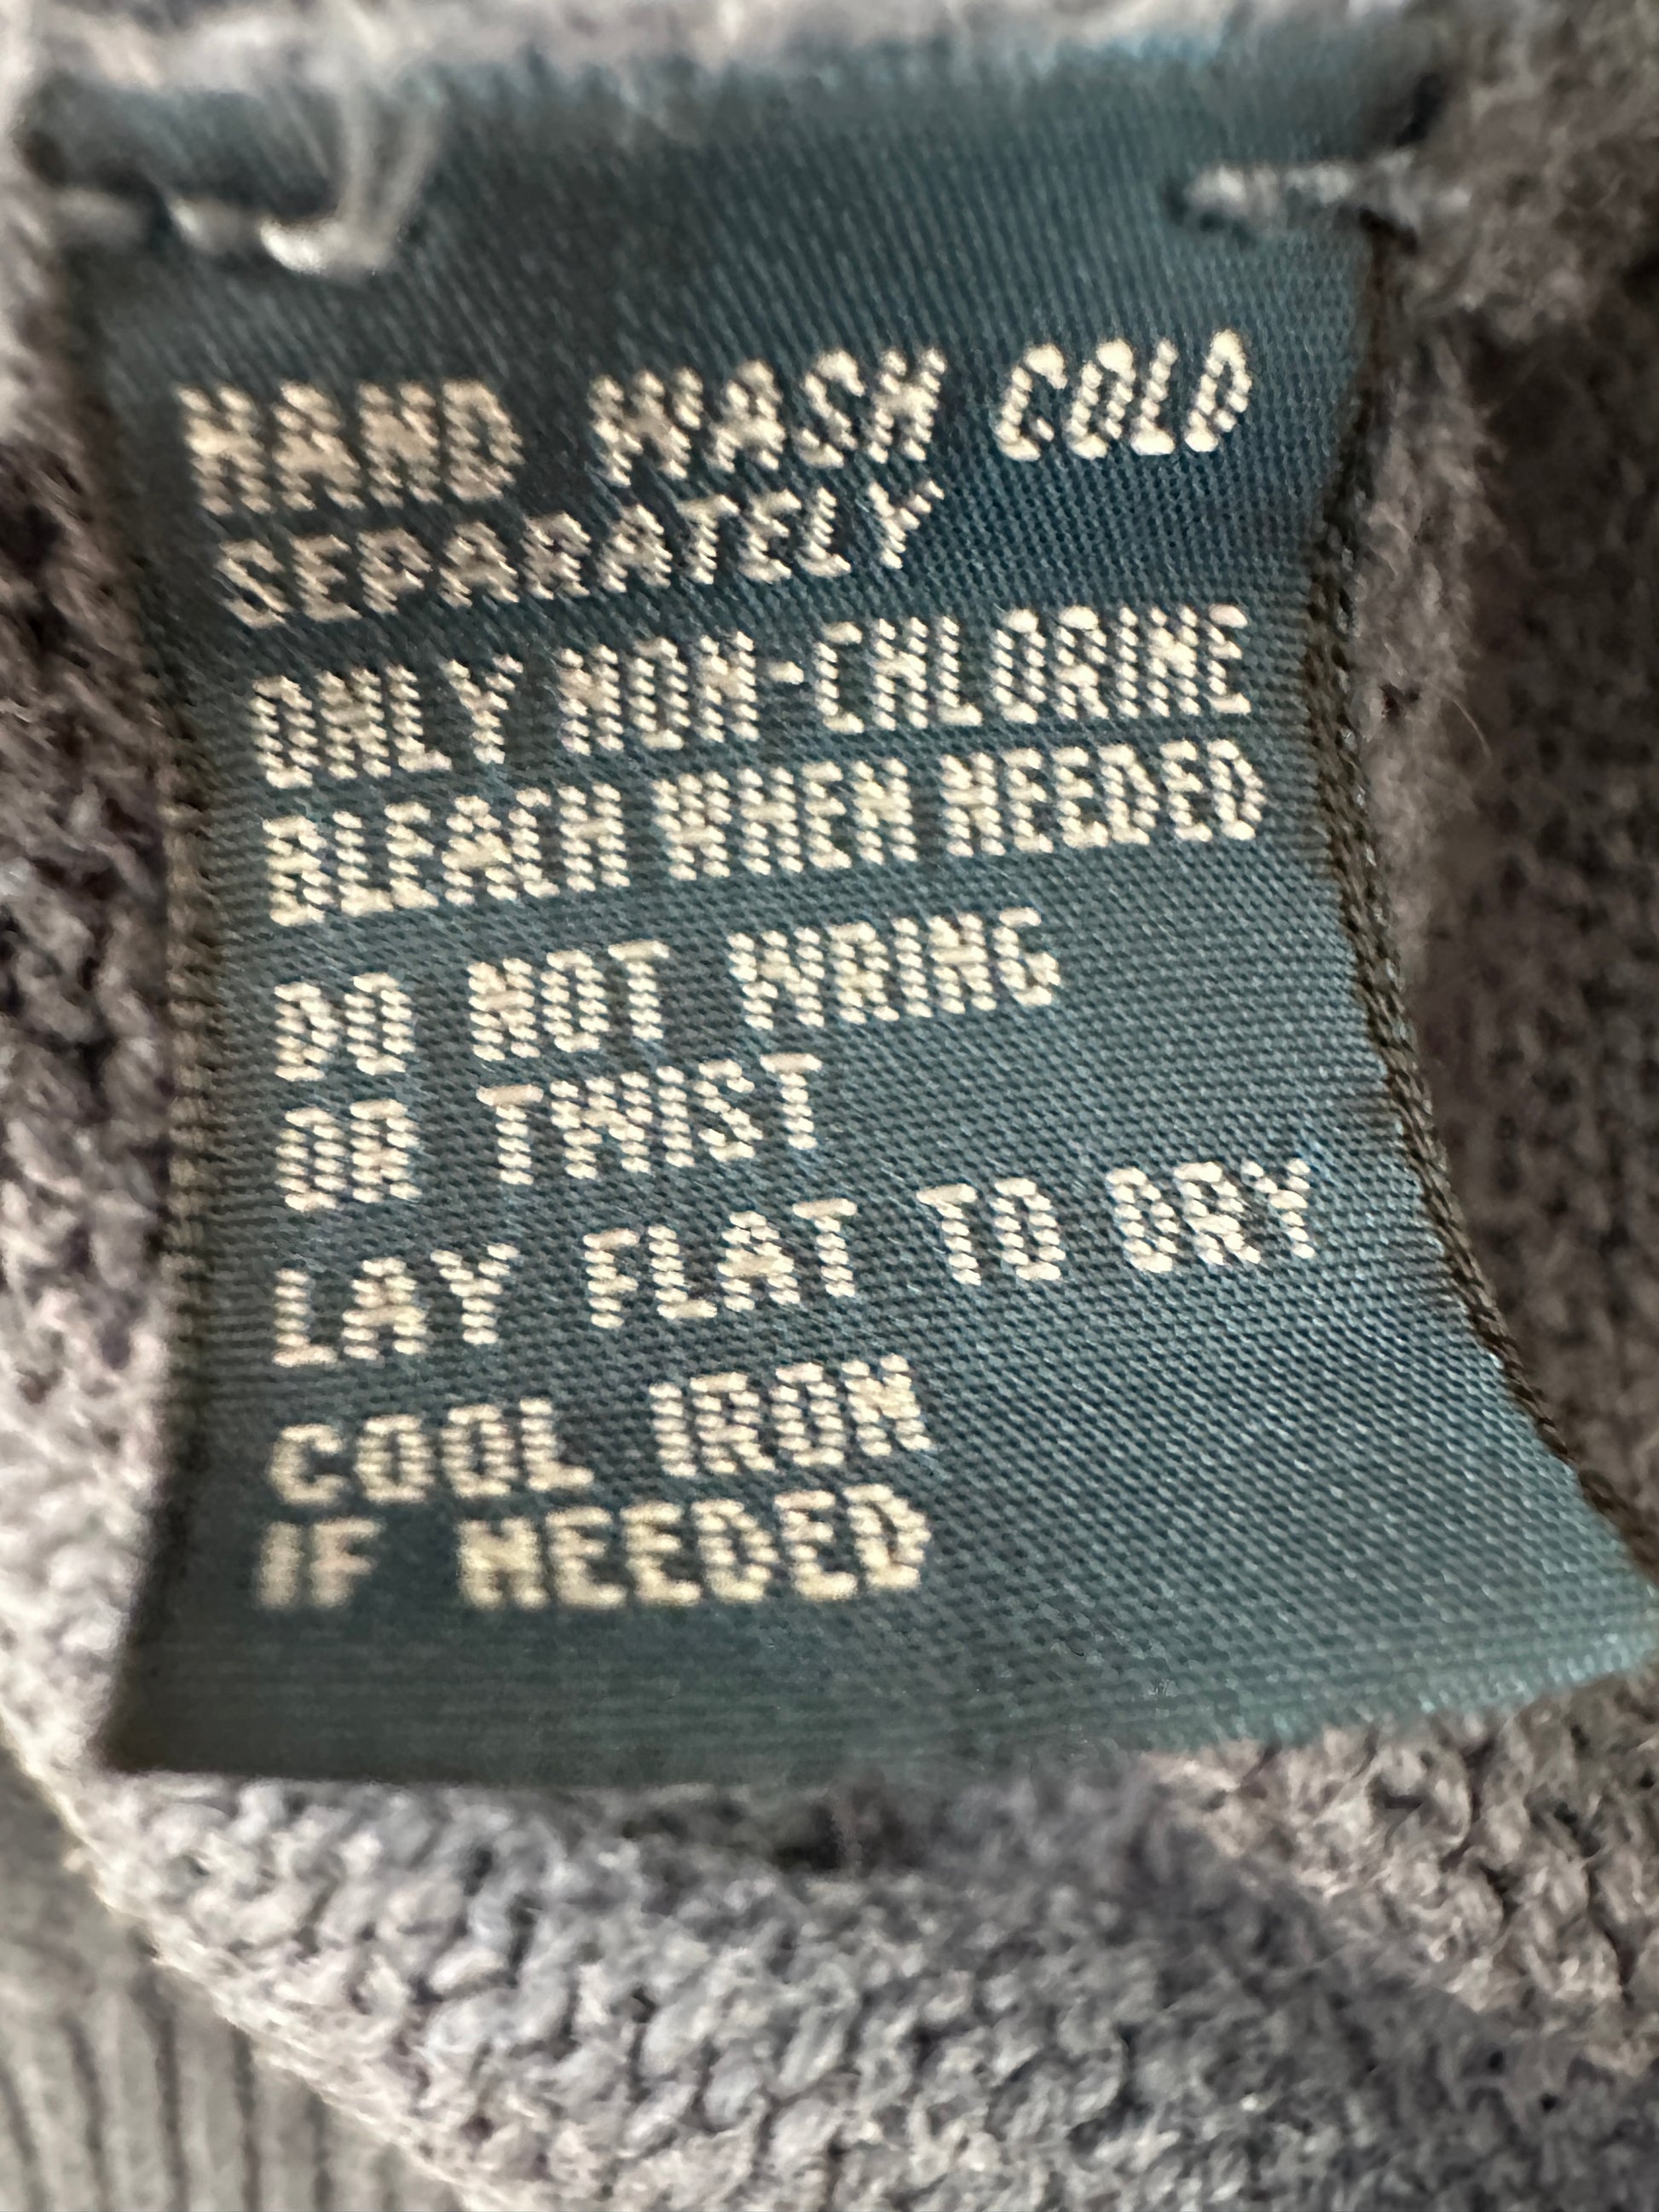 HAND WASH COLD
SEPARATELY
ONLY NON-CHLORINE
BLEACH WHEN NEEDED
DO NOT WRING
OR TWIST
LAY FLAT TO DRY
COOL IRON
IF NEEDED